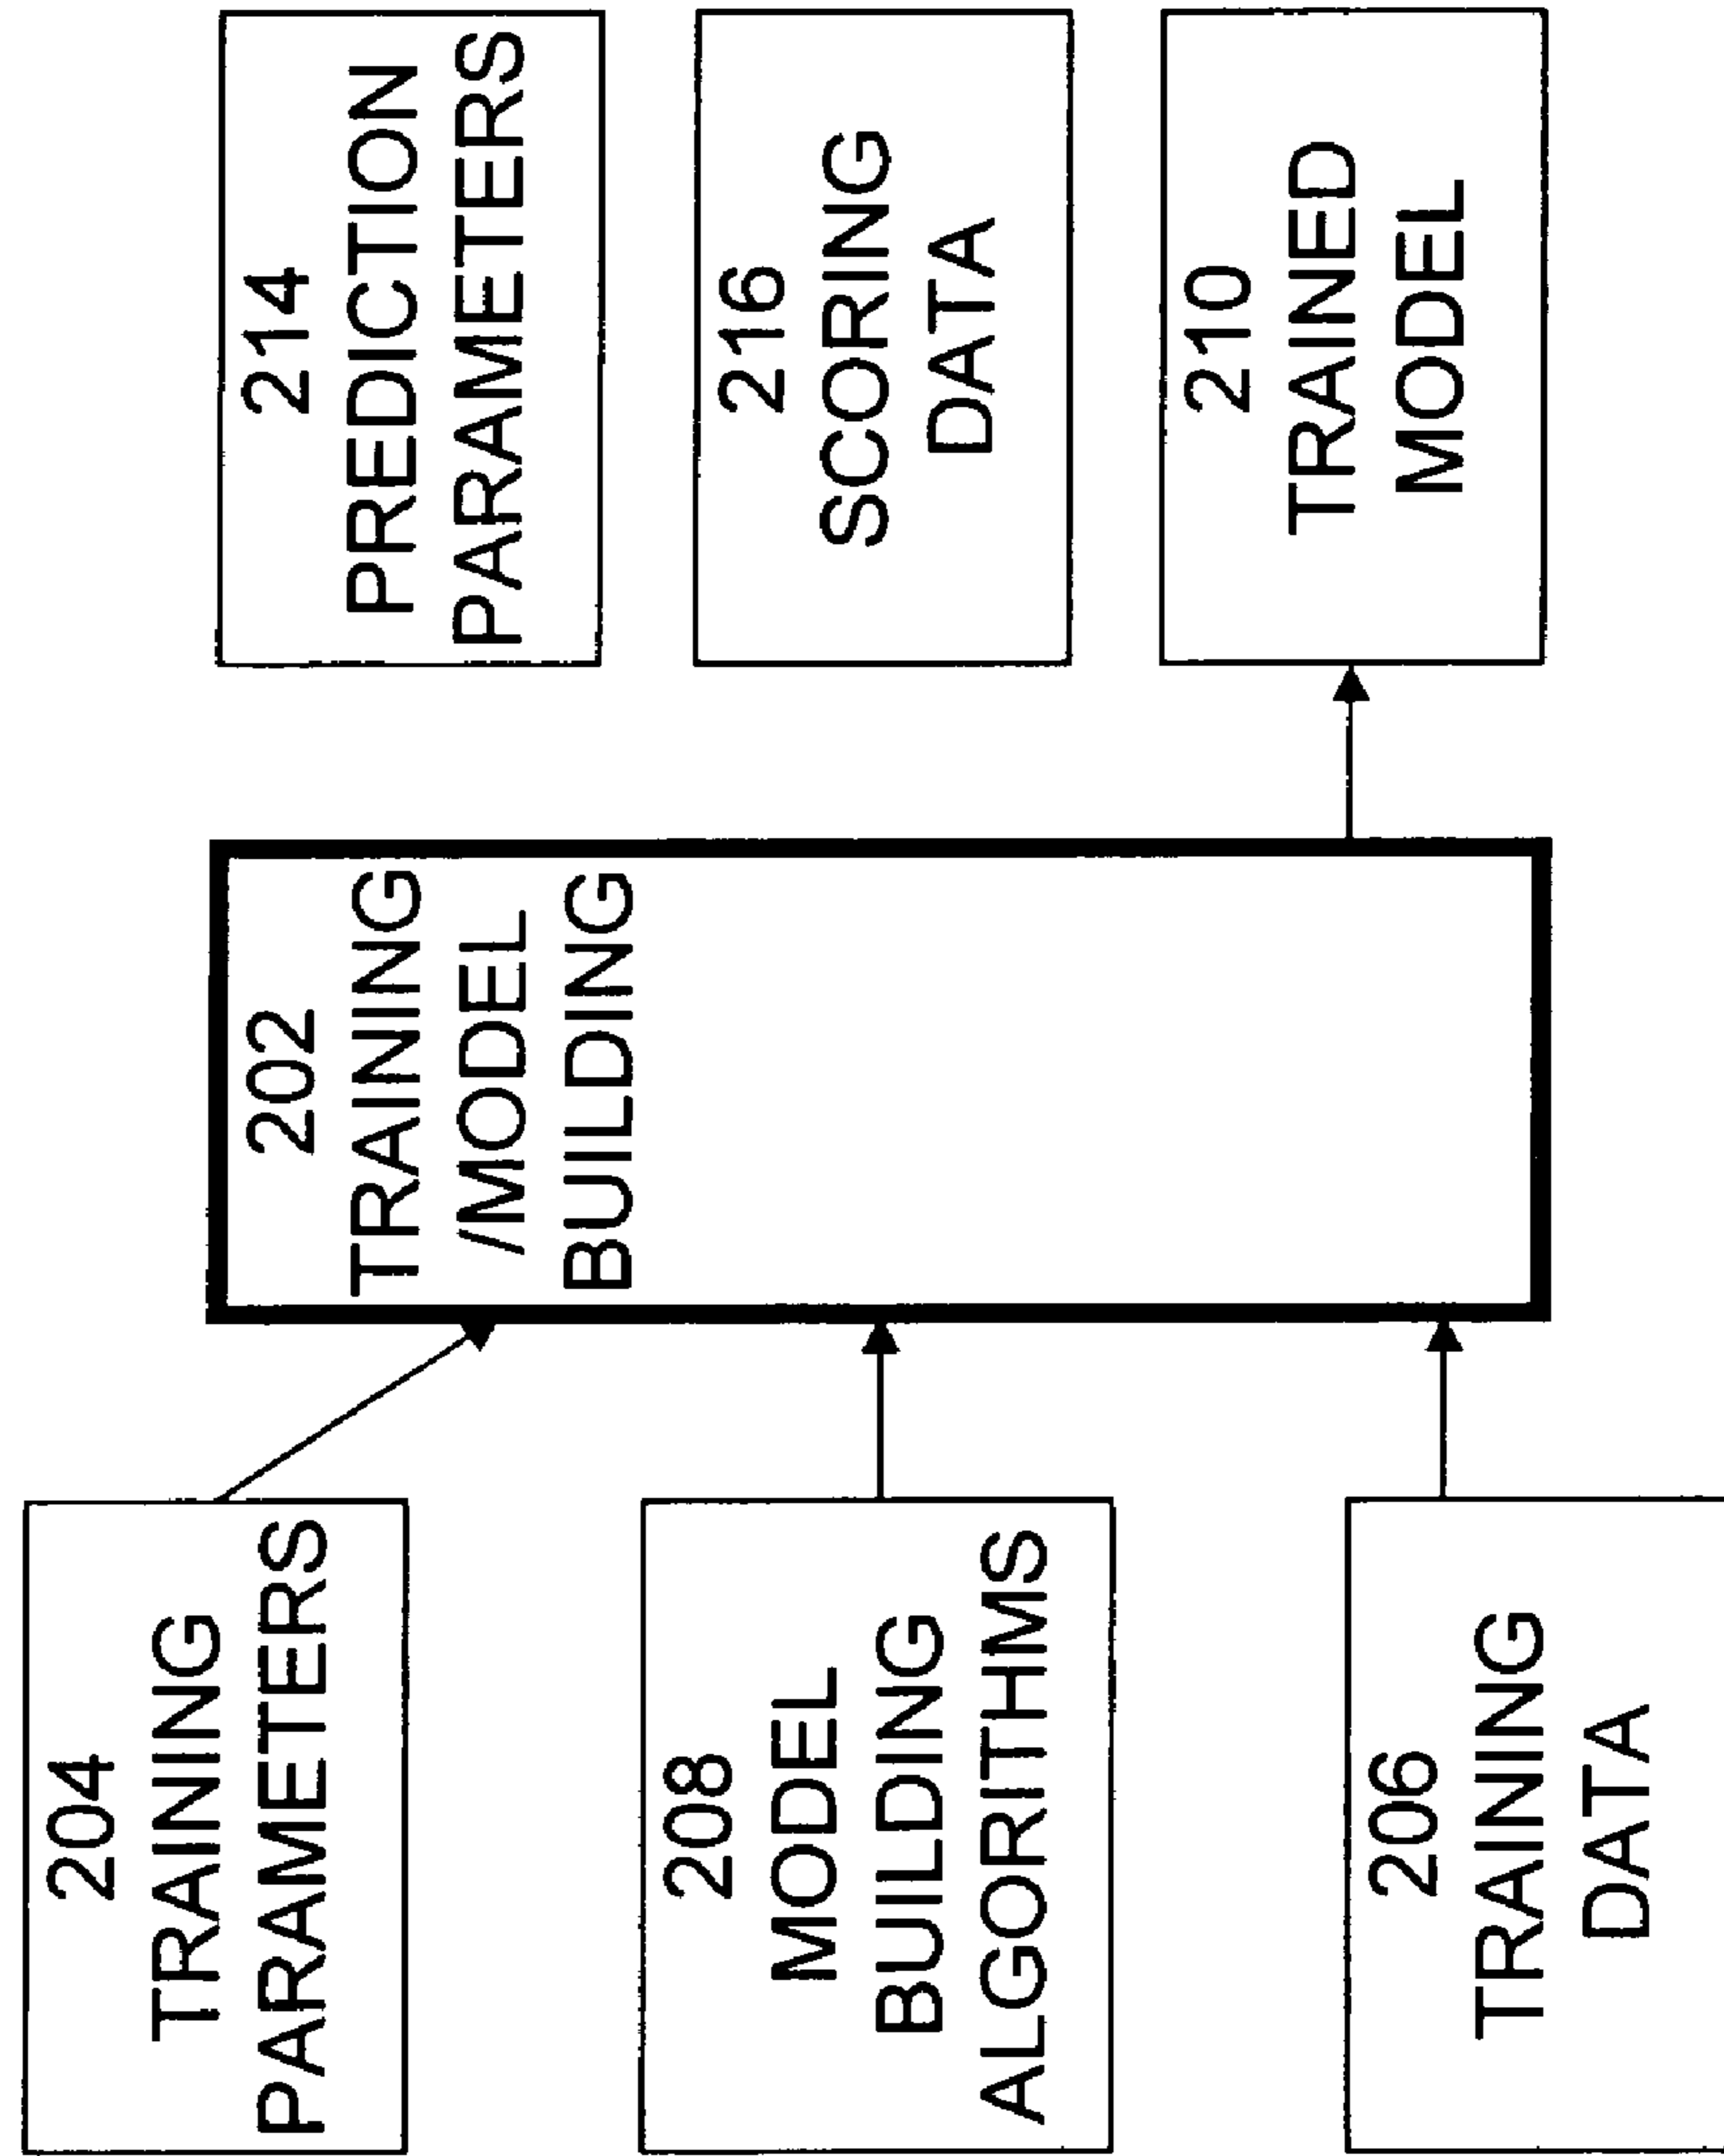 204
TRAINING
PARAMETERS
208
MODEL
BUILDING
ALGORITHMS
206
TRAINING
DATA
202
TRAINING
/MODEL
BUILDING
214
PREDICTION
PARAMETERS
216
SCORING
DATA
210
TRAINED
MODEL